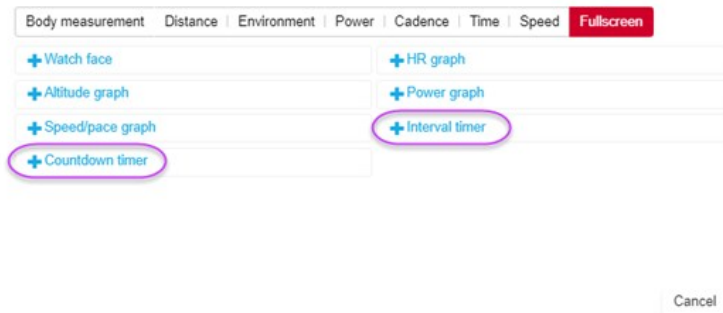 Body measurement Distance Environment Power Cadence Time Speed Fullscreen
+ Watch face + HR graph
+ Altitude graph + Power graph
+ Speed/pace graph + Interval timer
+ Countdown timer
Cancel